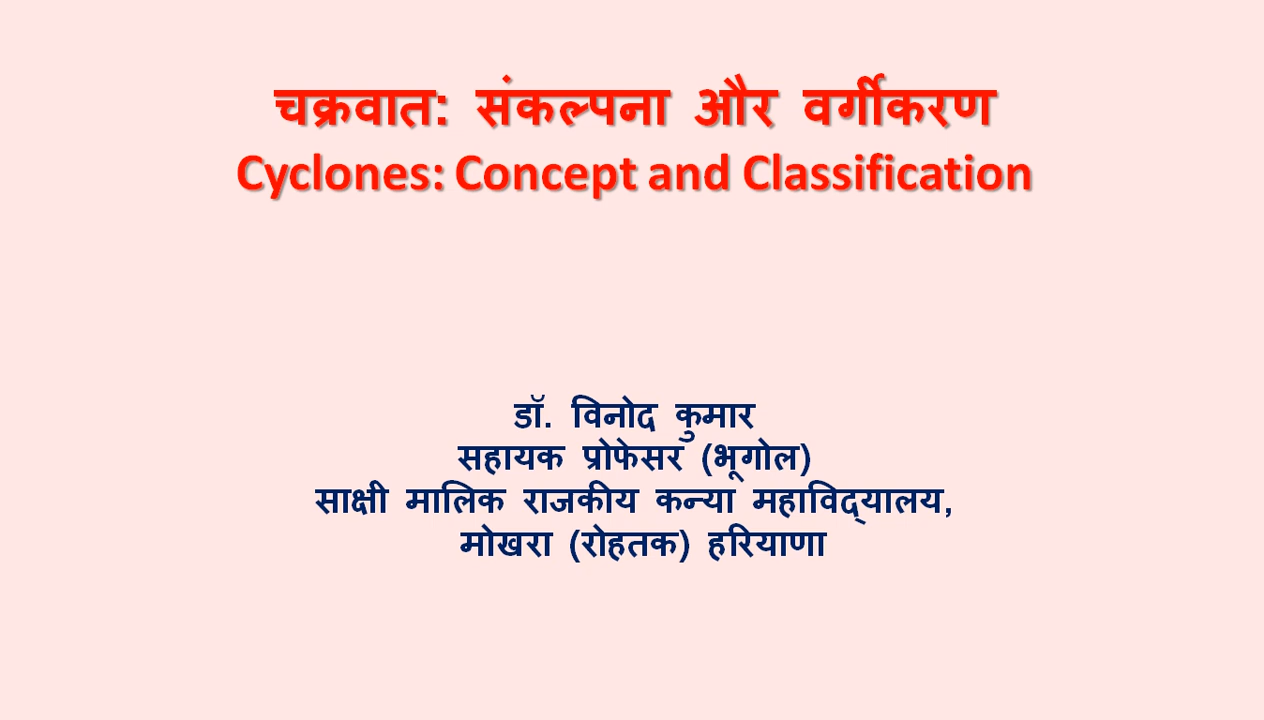 चक्रवात: संकल्पना और वर्गीकरण
Cyclones: Concept and Classification
डॉ. विनोद कुमार
सहायक प्रोफेसर (भूगोल)
साक्षी मालिक राजकीय कन्या महाविद्यालय,
मोखरा (रोहतक) हरियाणा